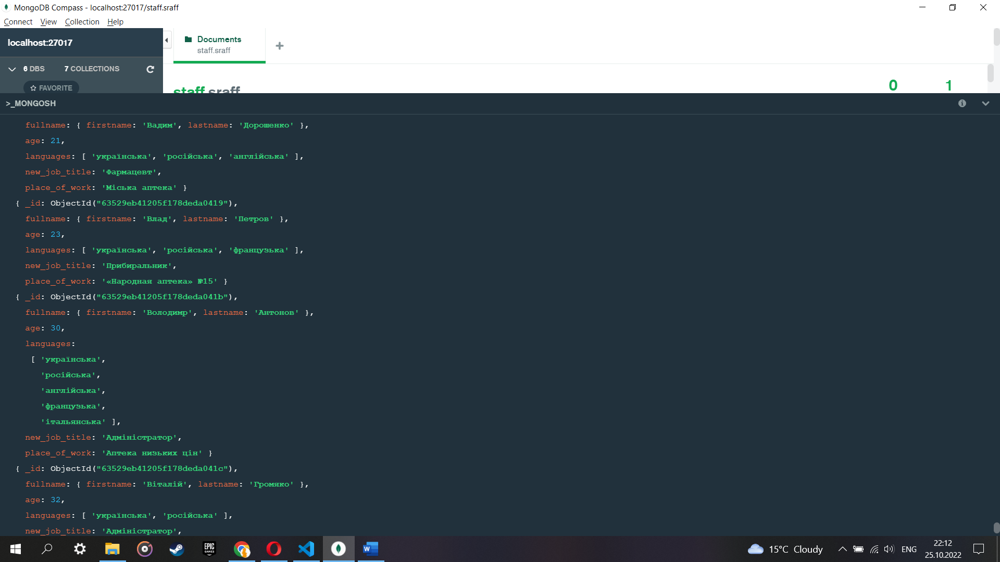 MongoDB Compass - localhost:27017/staff.sraff
Connect View Collection Help
localhost:27017
Documents
staff.sraff
6 DBS 7 COLLECTIONS
FAVORITE
staff.sraff
0 1
>_MONGOSH
fullname: { firstname: 'Вадим', lastname: 'Дорошенко' },
age: 21,
languages: [ 'українська', 'російська', 'англійська' ],
new_job_title: 'Фармацевт',
place_of_work: 'Міська аптека' }
{ _id: ObjectId("63529eb41205f178deda0419"),
fullname: { firstname: 'Влад', lastname: 'Петров' },
age: 23,
languages: [ 'українська', 'російська', 'французька' ],
new_job_title: 'Прибиральник',
place_of_work: '«Народная аптека» №15' }
{ _id: ObjectId("63529eb41205f178deda041b"),
fullname: { firstname: 'Володимр', lastname: 'Антонов' },
age: 30,
languages:
[ 'українська',
'російська',
'англійська',
'французька',
'італьянська' ],
new_job_title: 'Адміністратор',
place_of_work: 'Аптека низьких цін' }
{ _id: ObjectId("63529eb41205f178deda041c"),
fullname: { firstname: 'Віталій', lastname: 'Громяко' },
age: 32,
languages: [ 'українська', 'російська' ],
new_job_title: 'Адміністратор',
EPIC
GAMES
15°C Cloudy
ENG
22:12
25.10.2022